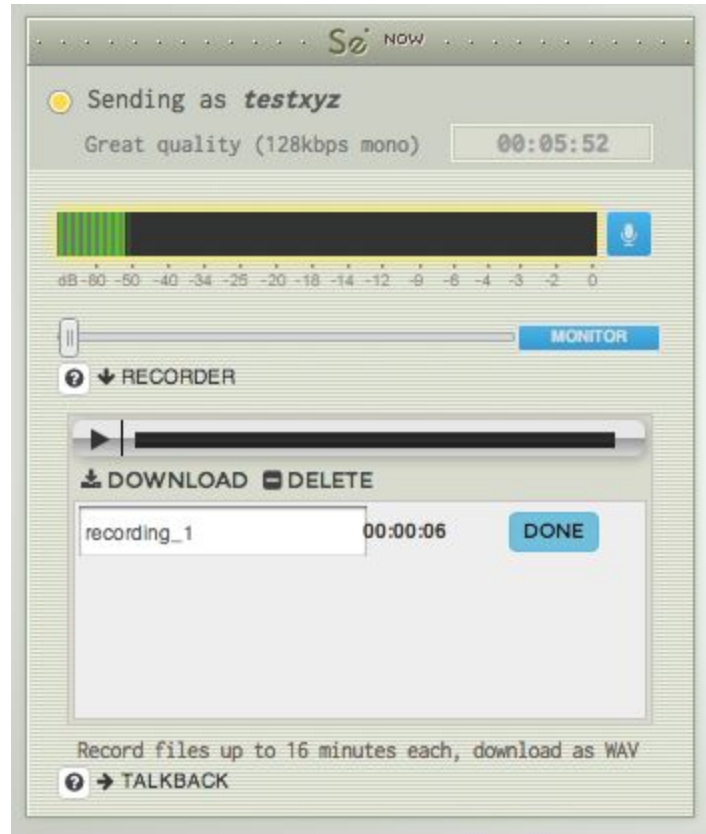 So NOW
Sending as testxyz
Great quality (128kbps mono) 00:05:52
dB -80 -50 -40 -34 -25 -20 -18 -14 -12 -9 -6 -4 -3 -2 0
MONITOR
? RECORDER
DOWNLOAD DELETE
recording_1 00:00:06 DONE
Record files up to 16 minutes each, download as WAV
? TALKBACK